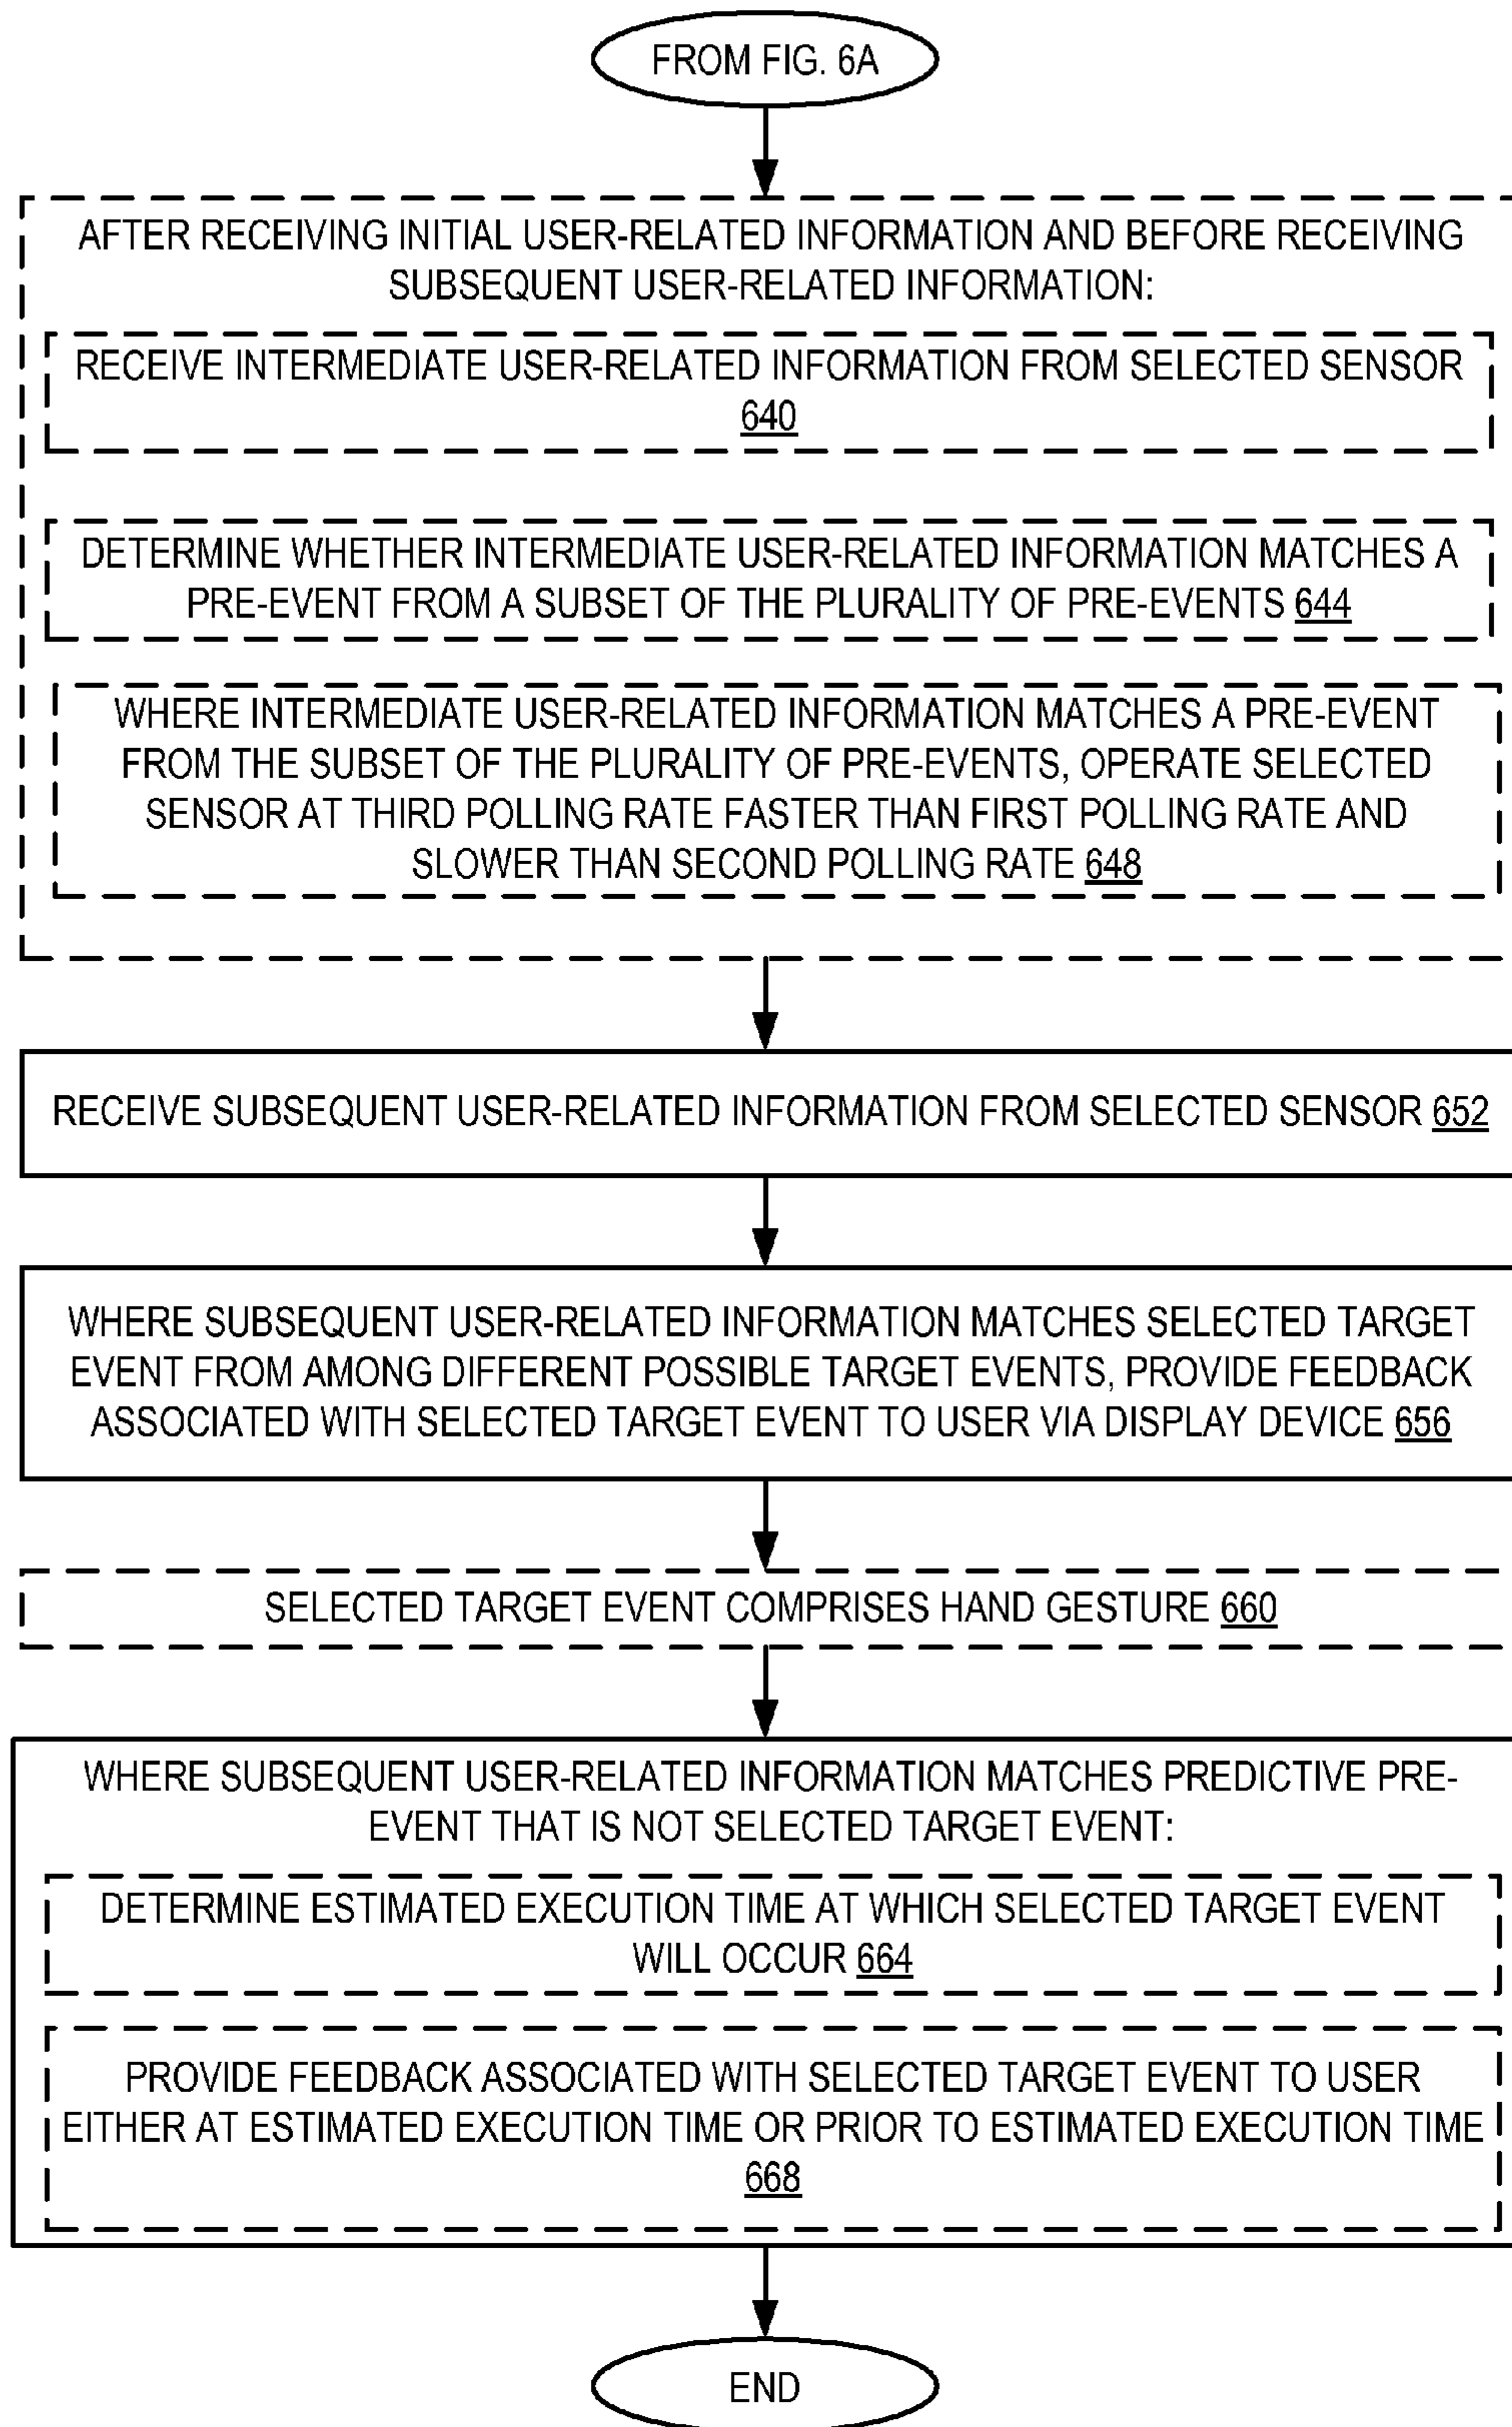 FROM FIG. 6A
AFTER RECEIVING INITIAL USER-RELATED INFORMATION AND BEFORE RECEIVING
SUBSEQUENT USER-RELATED INFORMATION:
RECEIVE INTERMEDIATE USER-RELATED INFORMATION FROM SELECTED SENSOR
640
DETERMINE WHETHER INTERMEDIATE USER-RELATED INFORMATION MATCHES A
PRE-EVENT FROM A SUBSET OF THE PLURALITY OF PRE-EVENTS 644
WHERE INTERMEDIATE USER-RELATED INFORMATION MATCHES A PRE-EVENT
FROM THE SUBSET OF THE PLURALITY OF PRE-EVENTS, OPERATE SELECTED
SENSOR AT THIRD POLLING RATE FASTER THAN FIRST POLLING RATE AND
SLOWER THAN SECOND POLLING RATE 648
RECEIVE SUBSEQUENT USER-RELATED INFORMATION FROM SELECTED SENSOR 652
WHERE SUBSEQUENT USER-RELATED INFORMATION MATCHES SELECTED TARGET
EVENT FROM AMONG DIFFERENT POSSIBLE TARGET EVENTS, PROVIDE FEEDBACK
ASSOCIATED WITH SELECTED TARGET EVENT TO USER VIA DISPLAY DEVICE 656
SELECTED TARGET EVENT COMPRISES HAND GESTURE 660
WHERE SUBSEQUENT USER-RELATED INFORMATION MATCHES PREDICTIVE PRE-
EVENT THAT IS NOT SELECTED TARGET EVENT:
DETERMINE ESTIMATED EXECUTION TIME AT WHICH SELECTED TARGET EVENT
WILL OCCUR 664
PROVIDE FEEDBACK ASSOCIATED WITH SELECTED TARGET EVENT TO USER
EITHER AT ESTIMATED EXECUTION TIME OR PRIOR TO ESTIMATED EXECUTION TIME
668
END